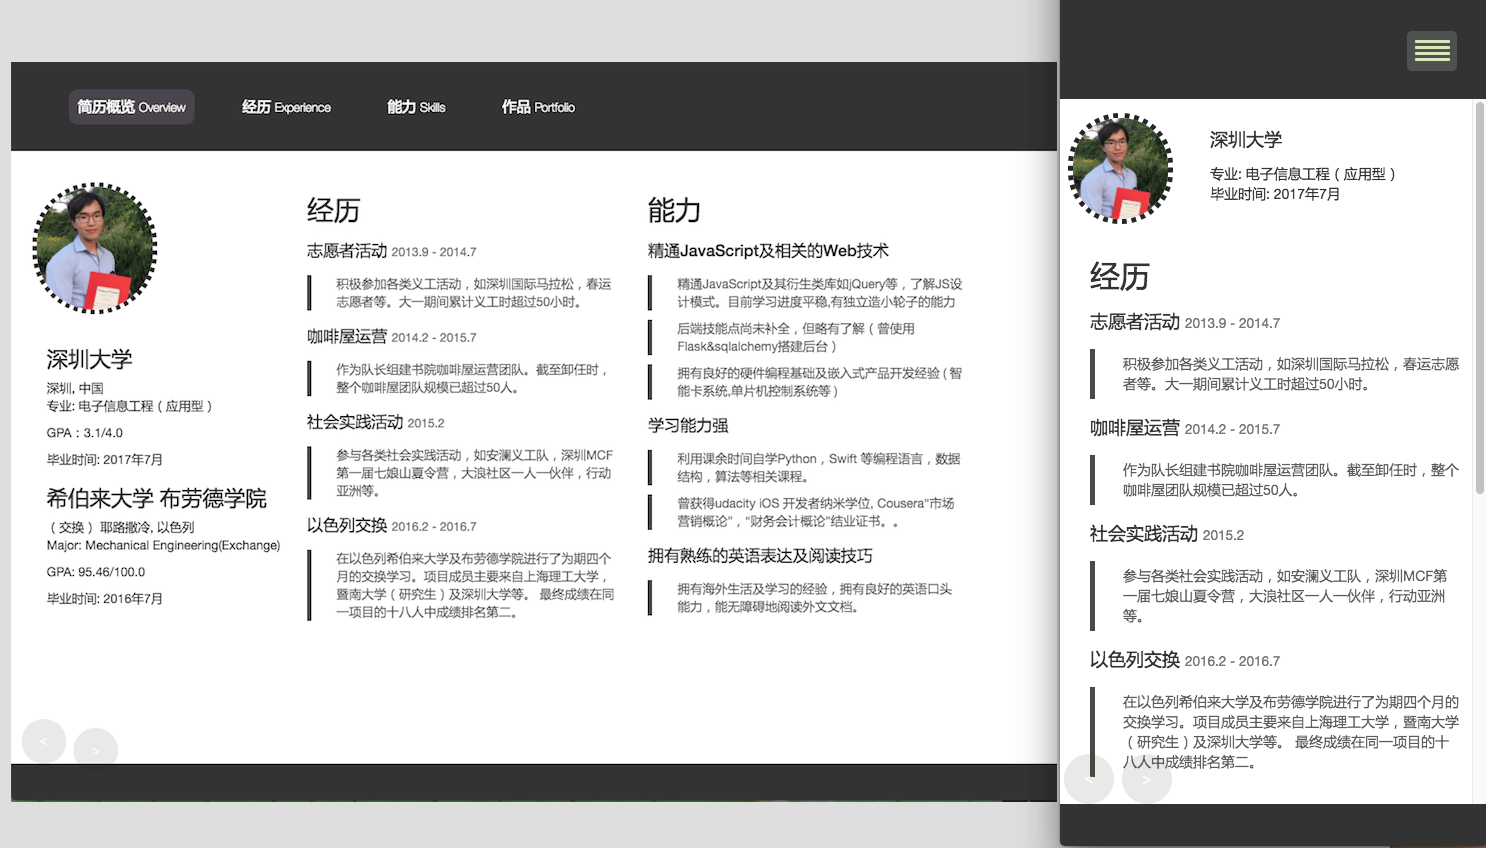 简历概览 Overview
经历 Experience
能力 Skills
作品 Portfolio
深圳大学
深圳, 中国
专业: 电子信息工程（应用型）
GPA：3.1/4.0
毕业时间: 2017年7月
希伯来大学 布劳德学院
（交换） 耶路撒冷, 以色列
Major: Mechanical Engineering(Exchange)
GPA: 95.46/100.0
毕业时间: 2016年7月
经历
志愿者活动 2013.9 - 2014.7
积极参加各类义工活动，如深圳国际马拉松，春运
志愿者等。大一期间累计义工时超过50小时。
咖啡屋运营 2014.2 - 2015.7
作为队长组建书院咖啡屋运营团队。截至卸任时，
整个咖啡屋团队规模已超过50人。
社会实践活动 2015.2
参与各类社会实践活动，如安澜义工队，深圳MCF
第一届七娘山夏令营，大浪社区一人一伙伴，行动
亚洲等。
以色列交换 2016.2 - 2016.7
在以色列希伯来大学及布劳德学院进行了为期四个
月的交换学习。项目成员主要来自上海理工大学，
暨南大学（研究生）及深圳大学等。 最终成绩在同
一项目的十八人中成绩排名第二。
能力
精通JavaScript及相关的Web技术
精通JavaScript及其衍生类库如jQuery等，了解JS设
计模式。目前学习进度平稳,有独立造小轮子的能力
后端技能点尚未补全，但略有了解（曾使用
Flask&sqlalchemy搭建后台）
拥有良好的硬件编程基础及嵌入式产品开发经验 ( 智
能卡系统,单片机控制系统等 )
学习能力强
利用课余时间自学Python，Swift 等编程语言，数据
结构，算法等相关课程。
曾获得udacity iOS 开发者纳米学位, Cousera“市场
营销概论”，“财务会计概论”结业证书。。
拥有熟练的英语表达及阅读技巧
拥有海外生活及学习的经验，拥有良好的英语口头
能力，能无障碍地阅读外文文档。
<
>
深圳大学
专业: 电子信息工程（应用型）
毕业时间: 2017年7月
经历
志愿者活动 2013.9 - 2014.7
积极参加各类义工活动，如深圳国际马拉松，春运志愿
者等。大一期间累计义工时超过50小时。
咖啡屋运营 2014.2 - 2015.7
作为队长组建书院咖啡屋运营团队。截至卸任时，整个
咖啡屋团队规模已超过50人。
社会实践活动 2015.2
参与各类社会实践活动，如安澜义工队，深圳MCF第
一届七娘山夏令营，大浪社区一人一伙伴，行动亚洲
等。
以色列交换 2016.2 - 2016.7
在以色列希伯来大学及布劳德学院进行了为期四个月的
交换学习。项目成员主要来自上海理工大学，暨南大学
（研究生）及深圳大学等。 最终成绩在同一项目的十
八人中成绩排名第二。
<
>